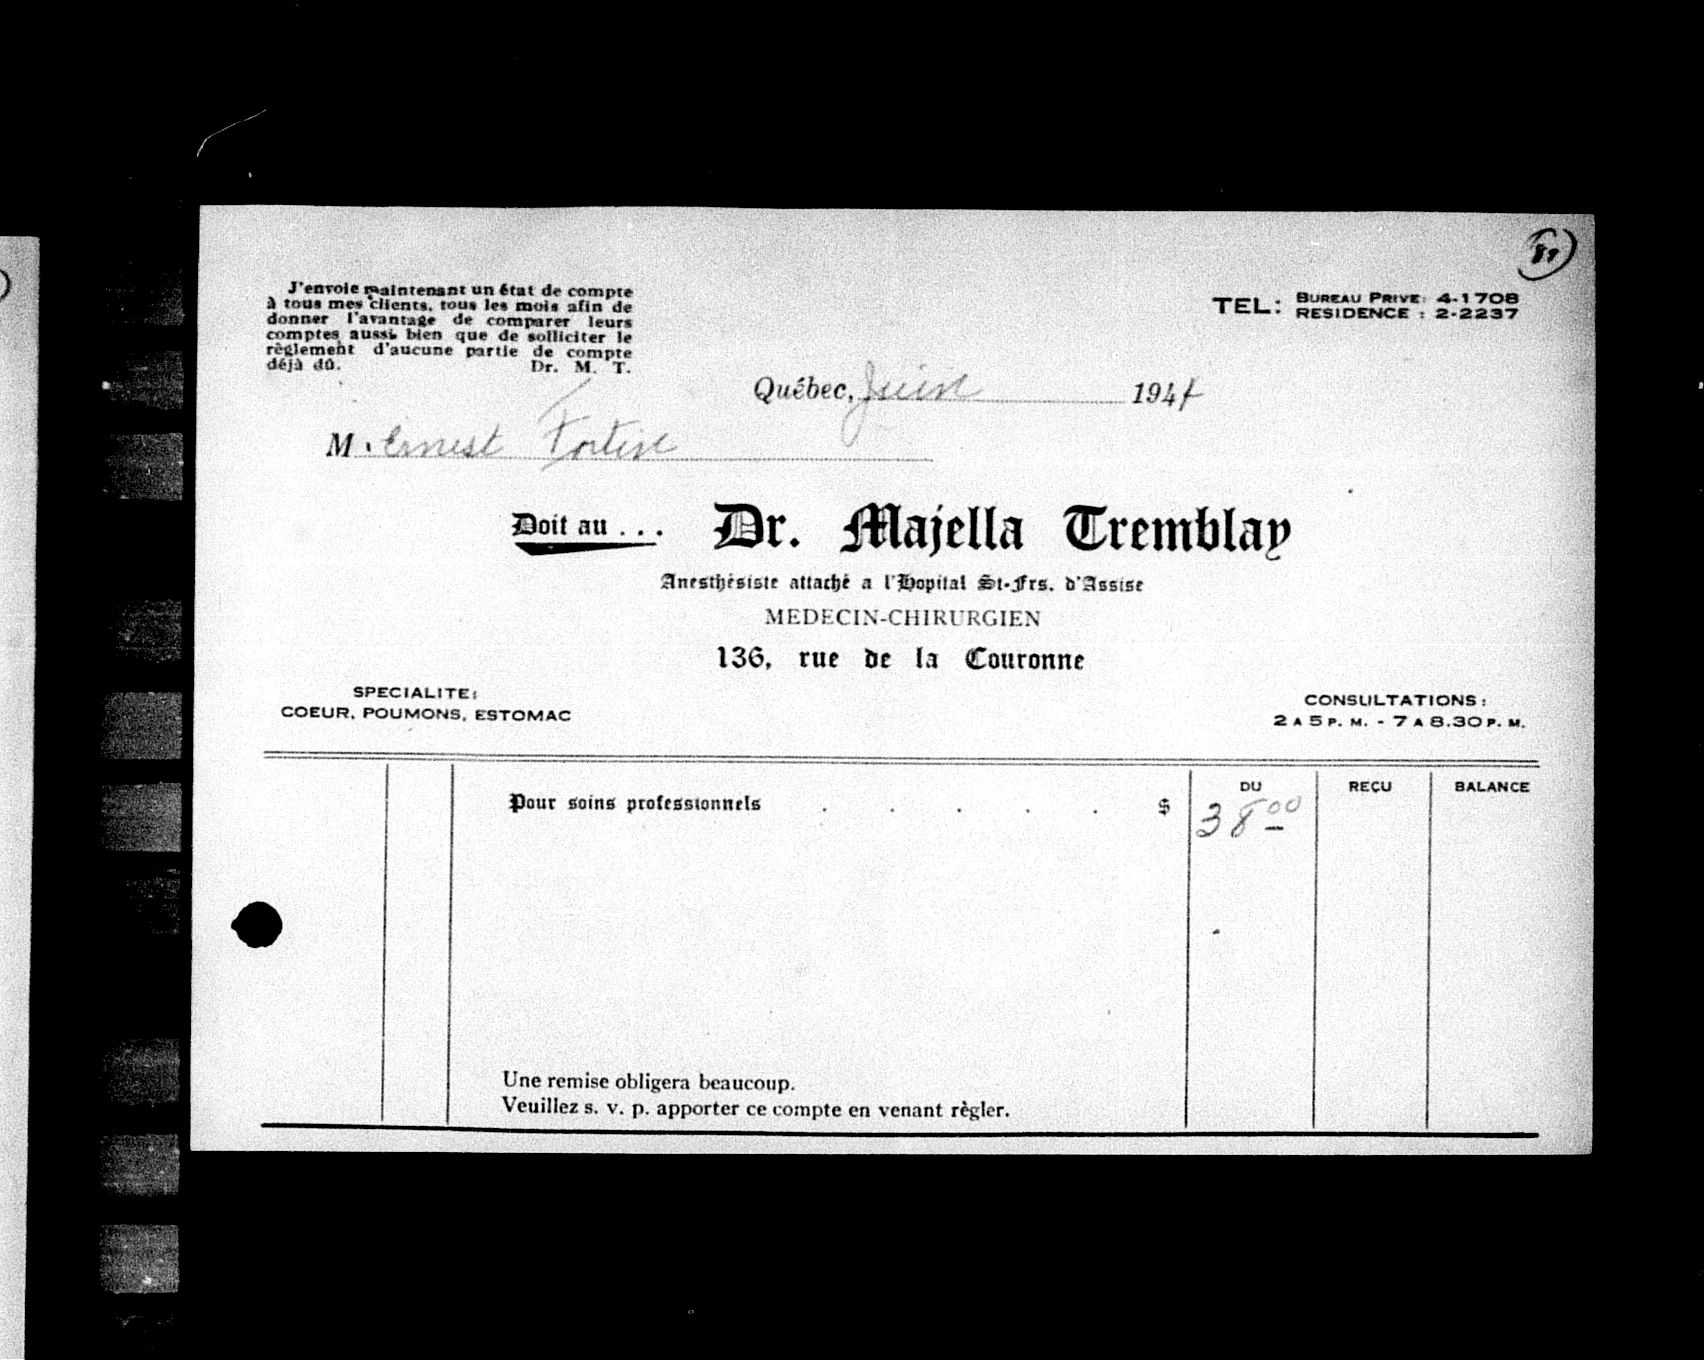 J'envoie maintenant un état de compte
à tous mes clients, tous les mois afin de
donner l'avantage de comparer leurs
comptes aussi bien que de solliciter le
règlement d'aucune partie de compte
déjà dû. Dr. M. T.
TEL: BUREAU PRIVE: 4-1708
RESIDENCE : 2-2237
Québec, Juin 194
M. Ernest Fortin
Doit au . . . Dr. Majella Tremblay
Anesthésiste attaché a l'Hopital St-Frs. d'Assise
MEDECIN-CHIRURGIEN
136, rue de la Couronne
SPECIALITE:
COEUR, POUMONS, ESTOMAC
CONSULTATIONS:
2 A 5 P. M. - 7 A 8.30 P. M.
DU REÇU BALANCE
Pour soins professionnels . . . . . $ 38.00
Une remise obligera beaucoup.
Veuillez s. v. p. apporter ce compte en venant règler.